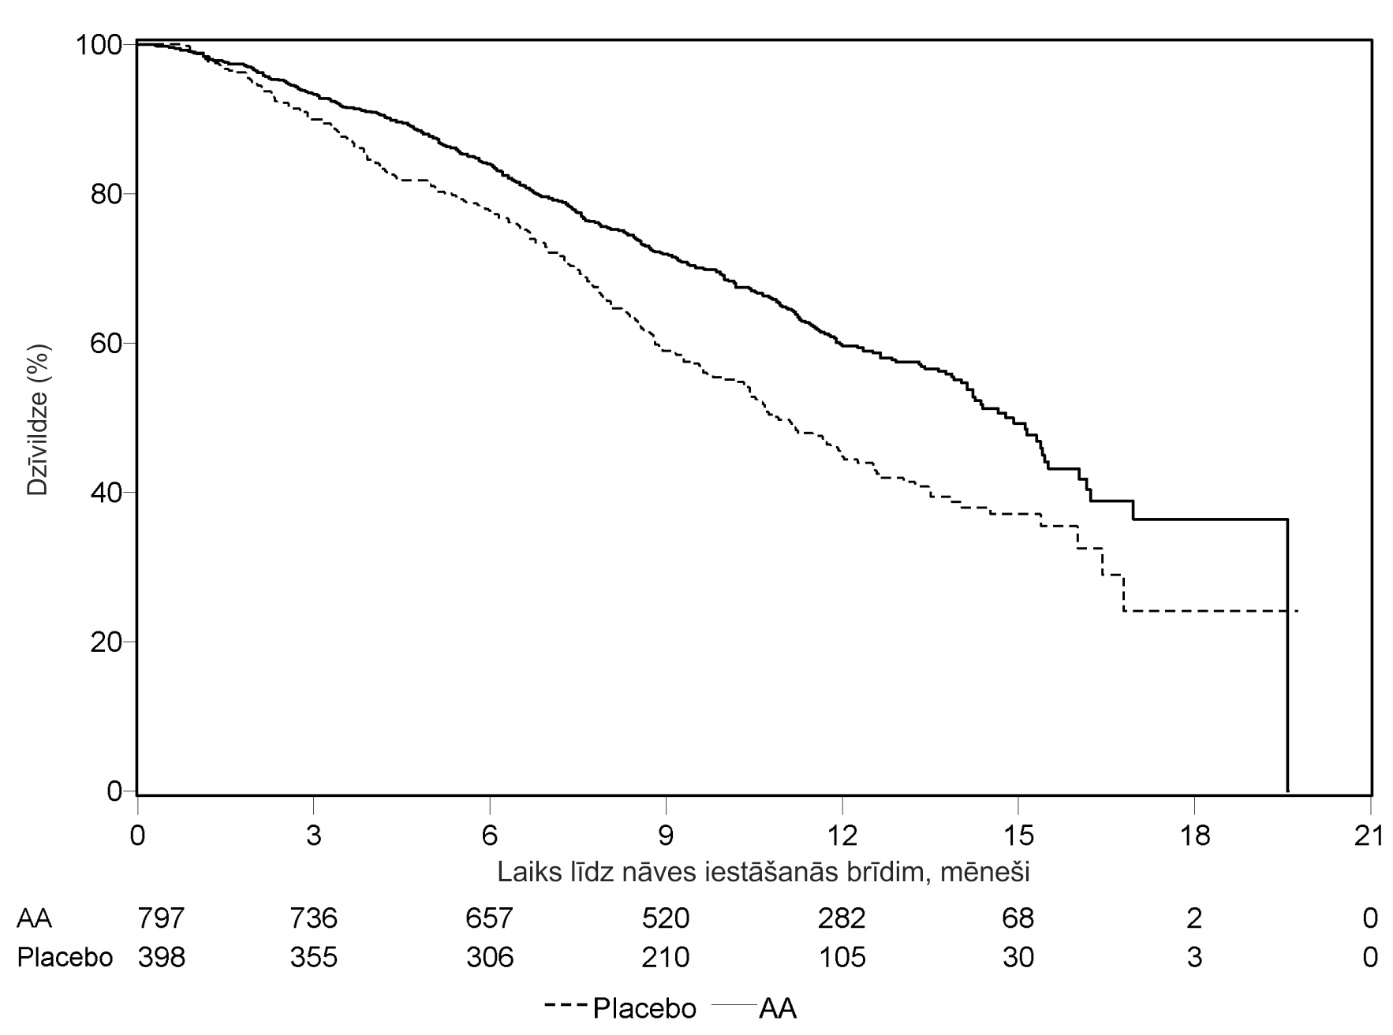 100
80
60
40
20
0
Dzīvildze (%)
0 3 6 9 12 15 18 21
Laiks līdz nāves iestāšanās brīdim, mēneši
AA 797 736 657 520 282 68 2 0
Placebo 398 355 306 210 105 30 3 0
Placebo AA